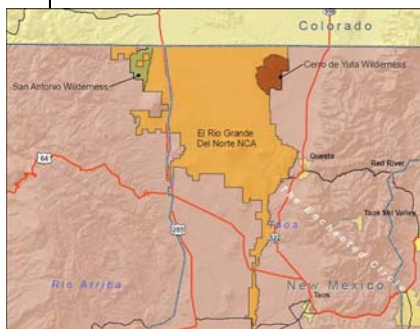 Colorado
Cerro de Yuta Wilderness
San Antonio Wilderness
El Rio Grande
Del Norte NCA
64
Questa
Red River
Taos Ski Valley
The Enchanted Circle
285
Taos
522
Rio Arriba
New Mexico
Taos